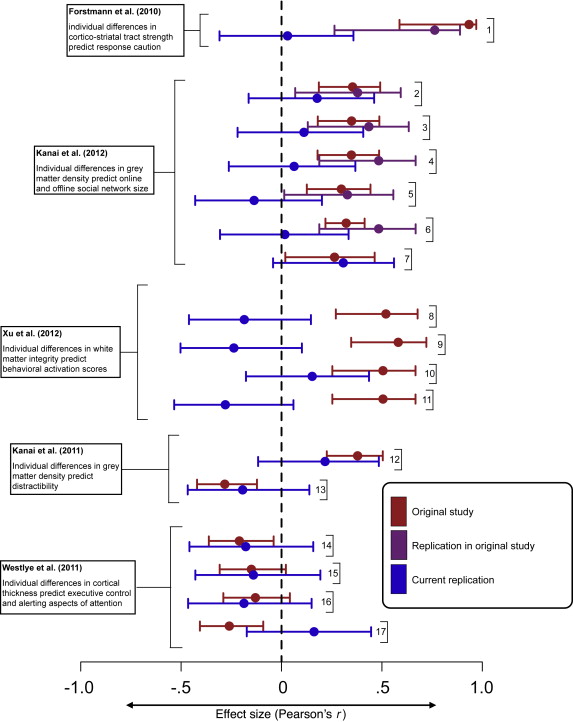 Forstmann et al. (2010)
individual differences in
cortico-striatal tract strength
predict response caution
1
2
3
Kanai et al. (2012)
Individual differences in grey
matter density predict online
and offline social network size
4
5
6
7
8
Xu et al. (2012)
Individual differences in white
matter integrity predict
behavioral activation scores
9
10
11
Kanai et al. (2011)
Individual differences in grey
matter density predict
distractibility
12
13
Original study
Replication in original study
Current replication
Westlye et al. (2011)
Individual differences in cortical
thickness predict executive control
and alerting aspects of attention
14
15
16
17
-1.0 -.5 0 .5 1.0
Effect size (Pearson's r)